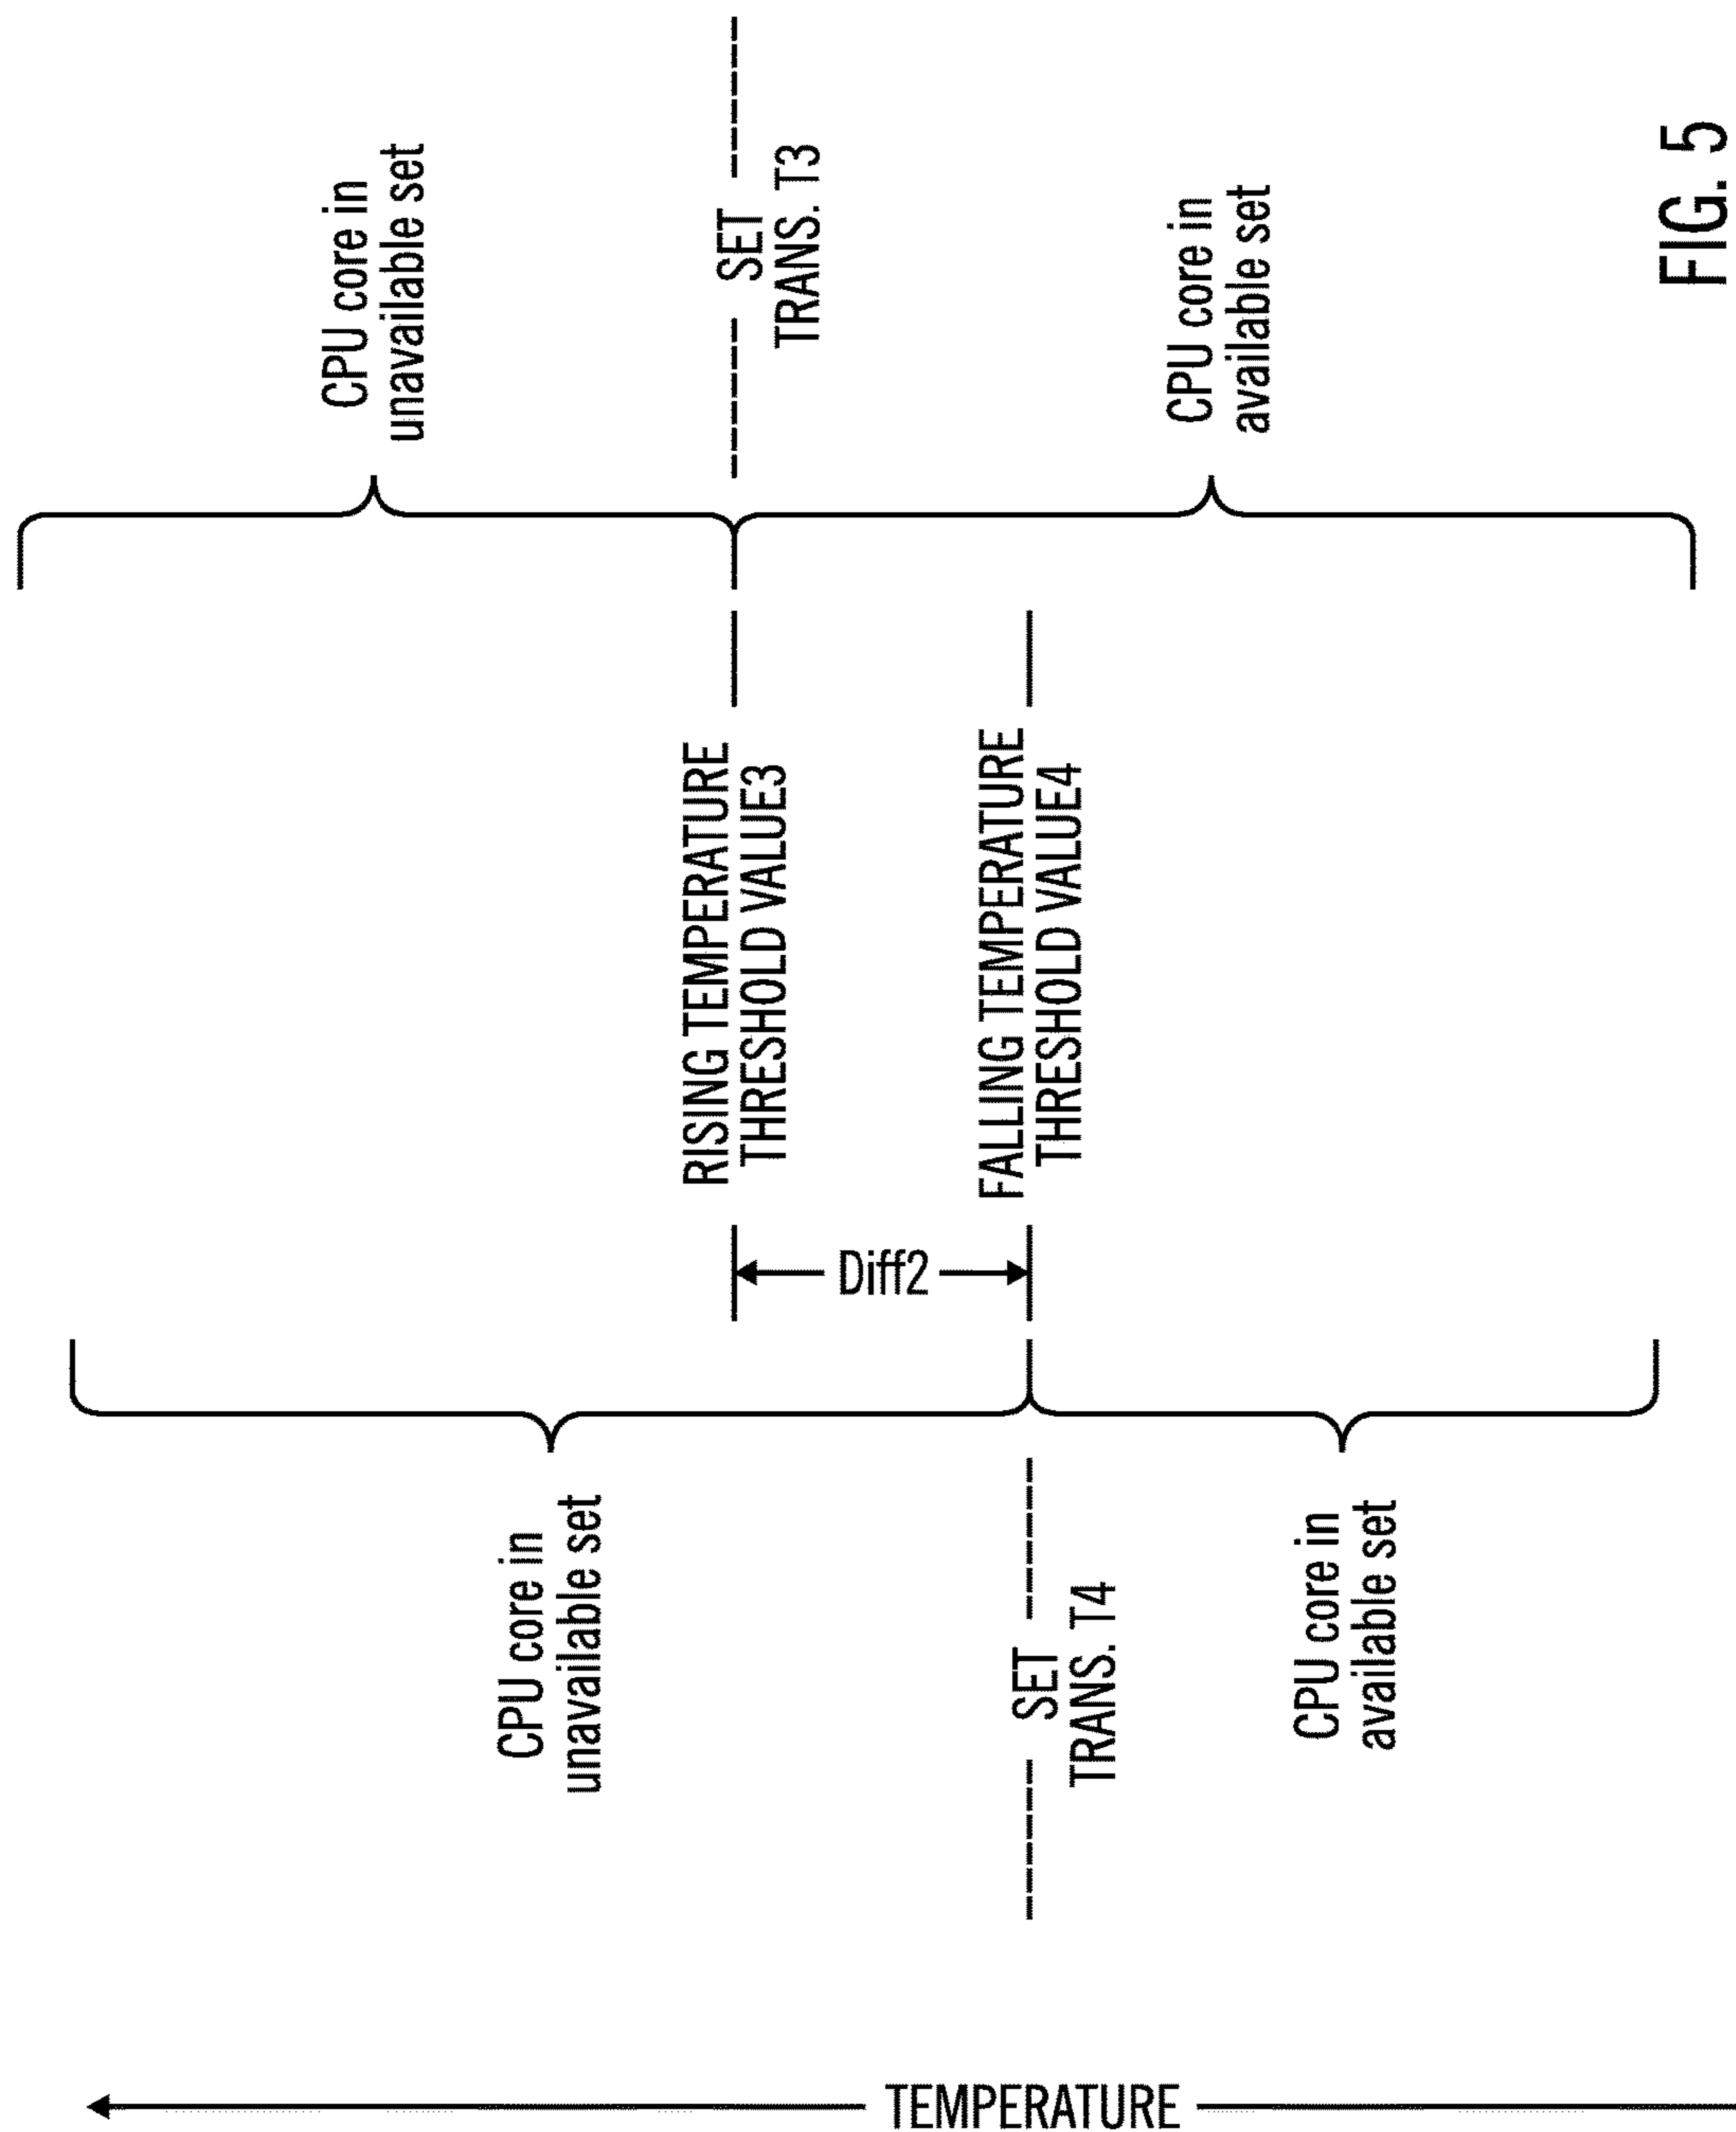 CPU core in
unavailable set
CPU core in
unavailable set
RISING TEMPERATURE
THRESHOLD VALUE3
SET
TRANS. T3
Diff2
TEMPERATURE
SET
TRANS. T4
FALLING TEMPERATURE
THRESHOLD VALUE4
CPU core in
available set
CPU core in
available set
FIG. 5